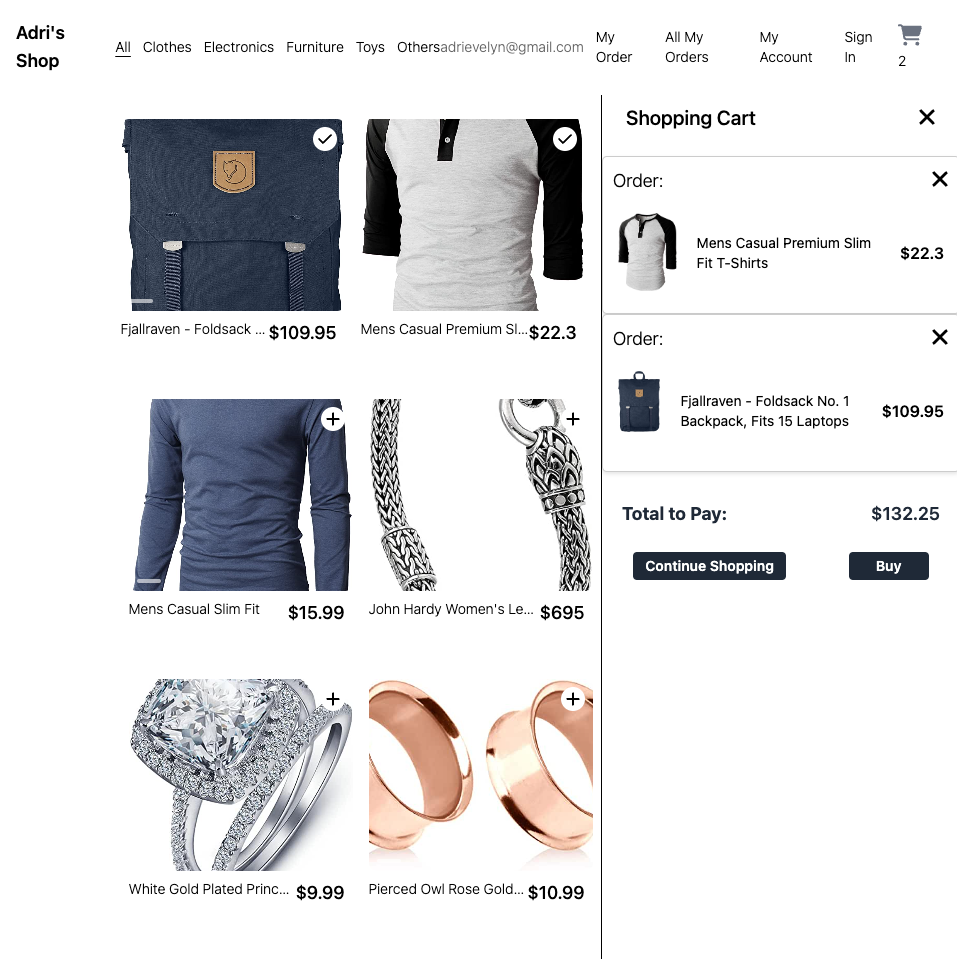 Adri's
Shop
All Clothes Electronics Furniture Toys Others adrievelyn@gmail.com
My
Order
All My
Orders
My
Account
Sign
In
2
Fjallraven - Foldsack ... $109.95
Mens Casual Premium Sl... $22.3
Mens Casual Slim Fit $15.99
John Hardy Women's Le... $695
White Gold Plated Princ... $9.99
Pierced Owl Rose Gold... $10.99
Shopping Cart
Order:
Mens Casual Premium Slim
Fit T-Shirts
$22.3
Order:
Fjallraven - Foldsack No. 1
Backpack, Fits 15 Laptops
$109.95
Total to Pay: $132.25
Continue Shopping Buy